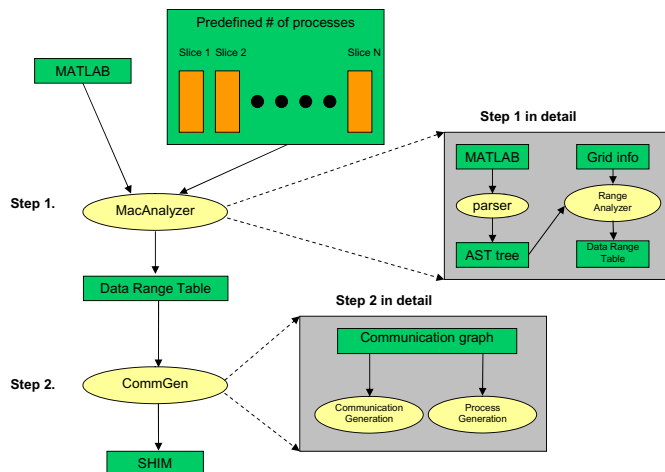 Predefined # of processes
Slice 1 Slice 2 Slice N
MATLAB
Step 1 in detail
MATLAB Grid info
Step 1.
MacAnalyzer
parser
Range
Analyzer
AST tree
Data Range
Table
Data Range Table
Step 2 in detail
Communication graph
Step 2.
CommGen
Communication
Generation
Process
Generation
SHIM